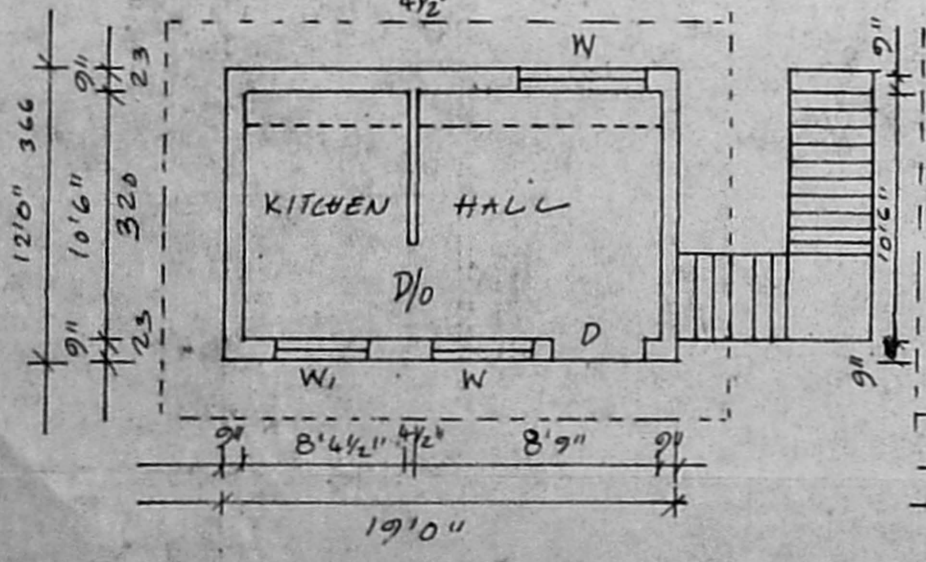 4½
W
9"
9"
23
12'0" 366
10'6"
320
KITCHEN
HALL
10'6"
D/O
D
9"
23
9"
W1
W
9"
8'4½"
4½"
8'9"
9"
19'0"